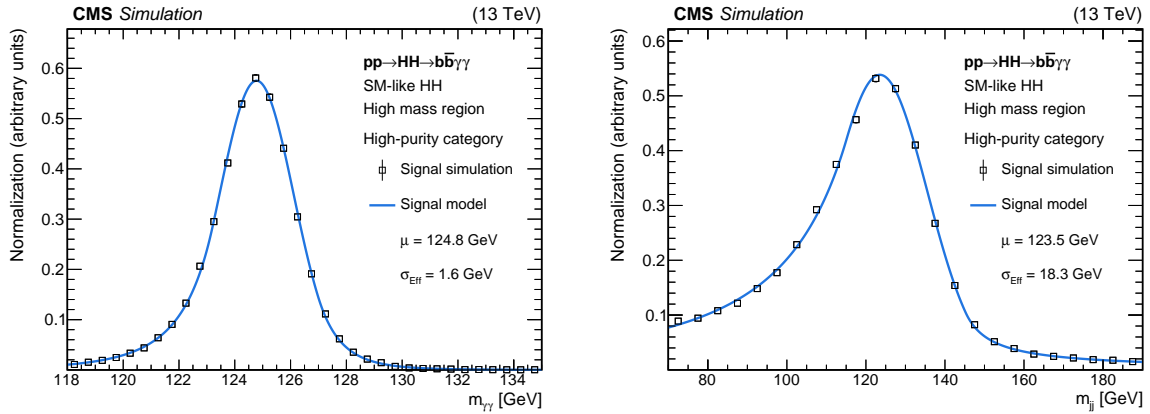 CMS Simulation (13 TeV)
Normalization (arbitrary units)
0.6
0.5
0.4
0.3
0.2
0.1
pp→HH→bb̅γγ
SM-like HH
High mass region
High-purity category
Signal simulation
Signal model
μ = 124.8 GeV
σEff = 1.6 GeV
118 120 122 124 126 128 130 132 134
mγγ [GeV]
CMS Simulation (13 TeV)
Normalization (arbitrary units)
0.6
0.5
0.4
0.3
0.2
0.1
pp→HH→bb̅γγ
SM-like HH
High mass region
High-purity category
Signal simulation
Signal model
μ = 123.5 GeV
σEff = 18.3 GeV
80 100 120 140 160 180
mjj [GeV]